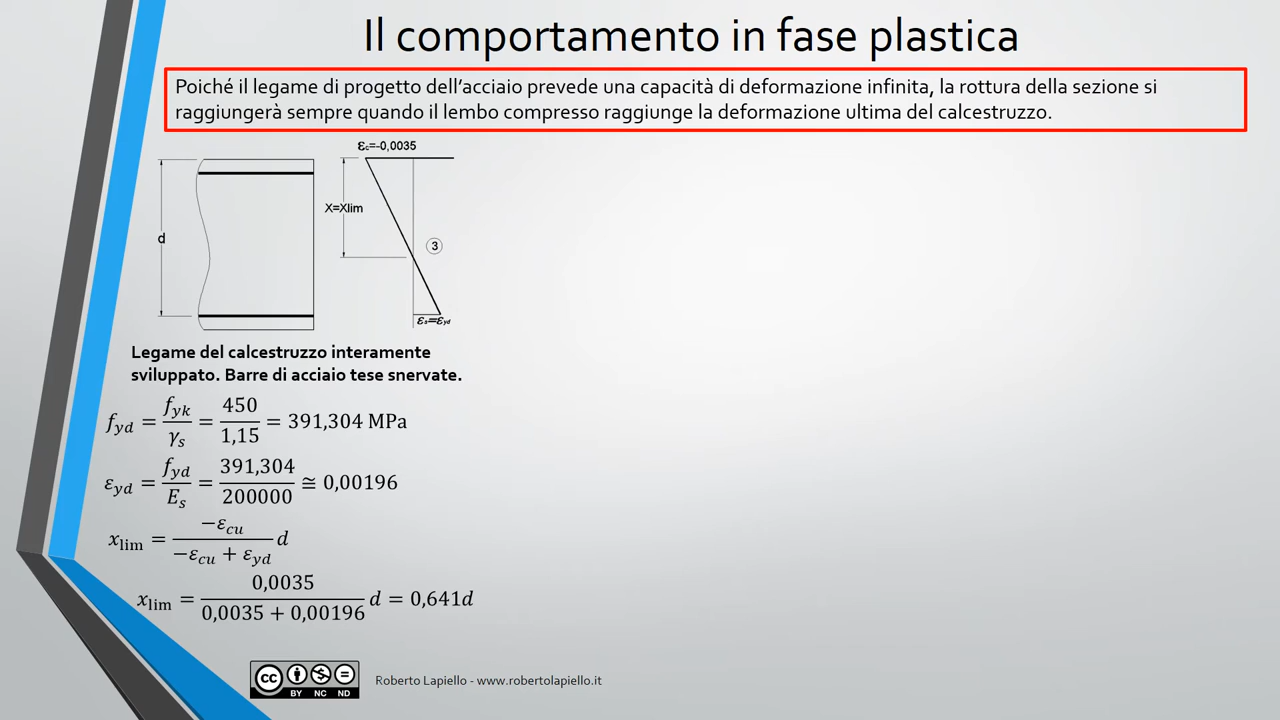 Il comportamento in fase plastica
Poiché il legame di progetto dell'acciaio prevede una capacità di deformazione infinita, la rottura della sezione si
raggiungerà sempre quando il lembo compresso raggiunge la deformazione ultima del calcestruzzo.
εc=-0,0035
X=Xlim
d
3
εs=εyd
Legame del calcestruzzo interamente
sviluppato. Barre di acciaio tese snervate.
f_yd = f_yk / γ_s = 450 / 1,15 = 391,304 MPa
ε_yd = f_yd / E_s = 391,304 / 200000 ≅ 0,00196
x_lim = −ε_cu / (−ε_cu + ε_yd) d
x_lim = 0,0035 / (0,0035 + 0,00196) d = 0,641d
cc BY NC ND
Roberto Lapiello - www.robertolapiello.it